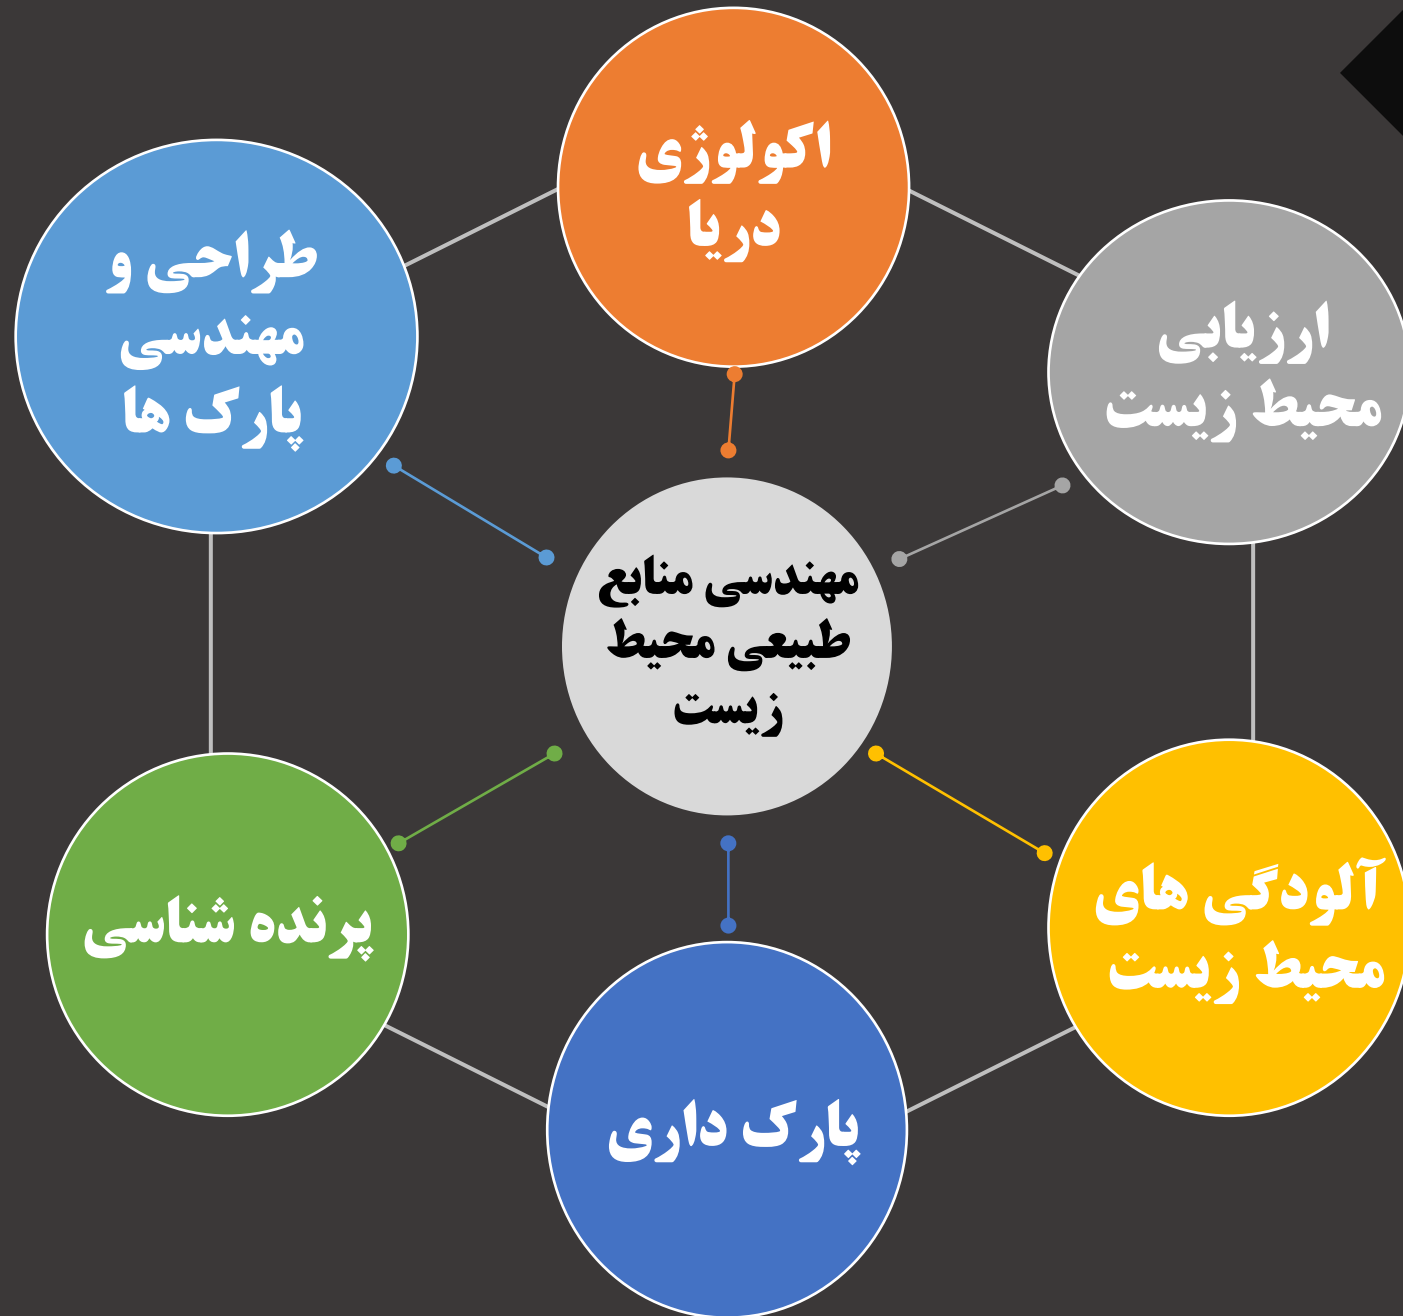 اکولوژی
دریا
ارزیابی
محیط زیست
آلودگی های
محیط زیست
پارک داری
پرنده شناسی
طراحی و
مهندسی
پارک ها
مهندسی منابع
طبیعی محیط
زیست